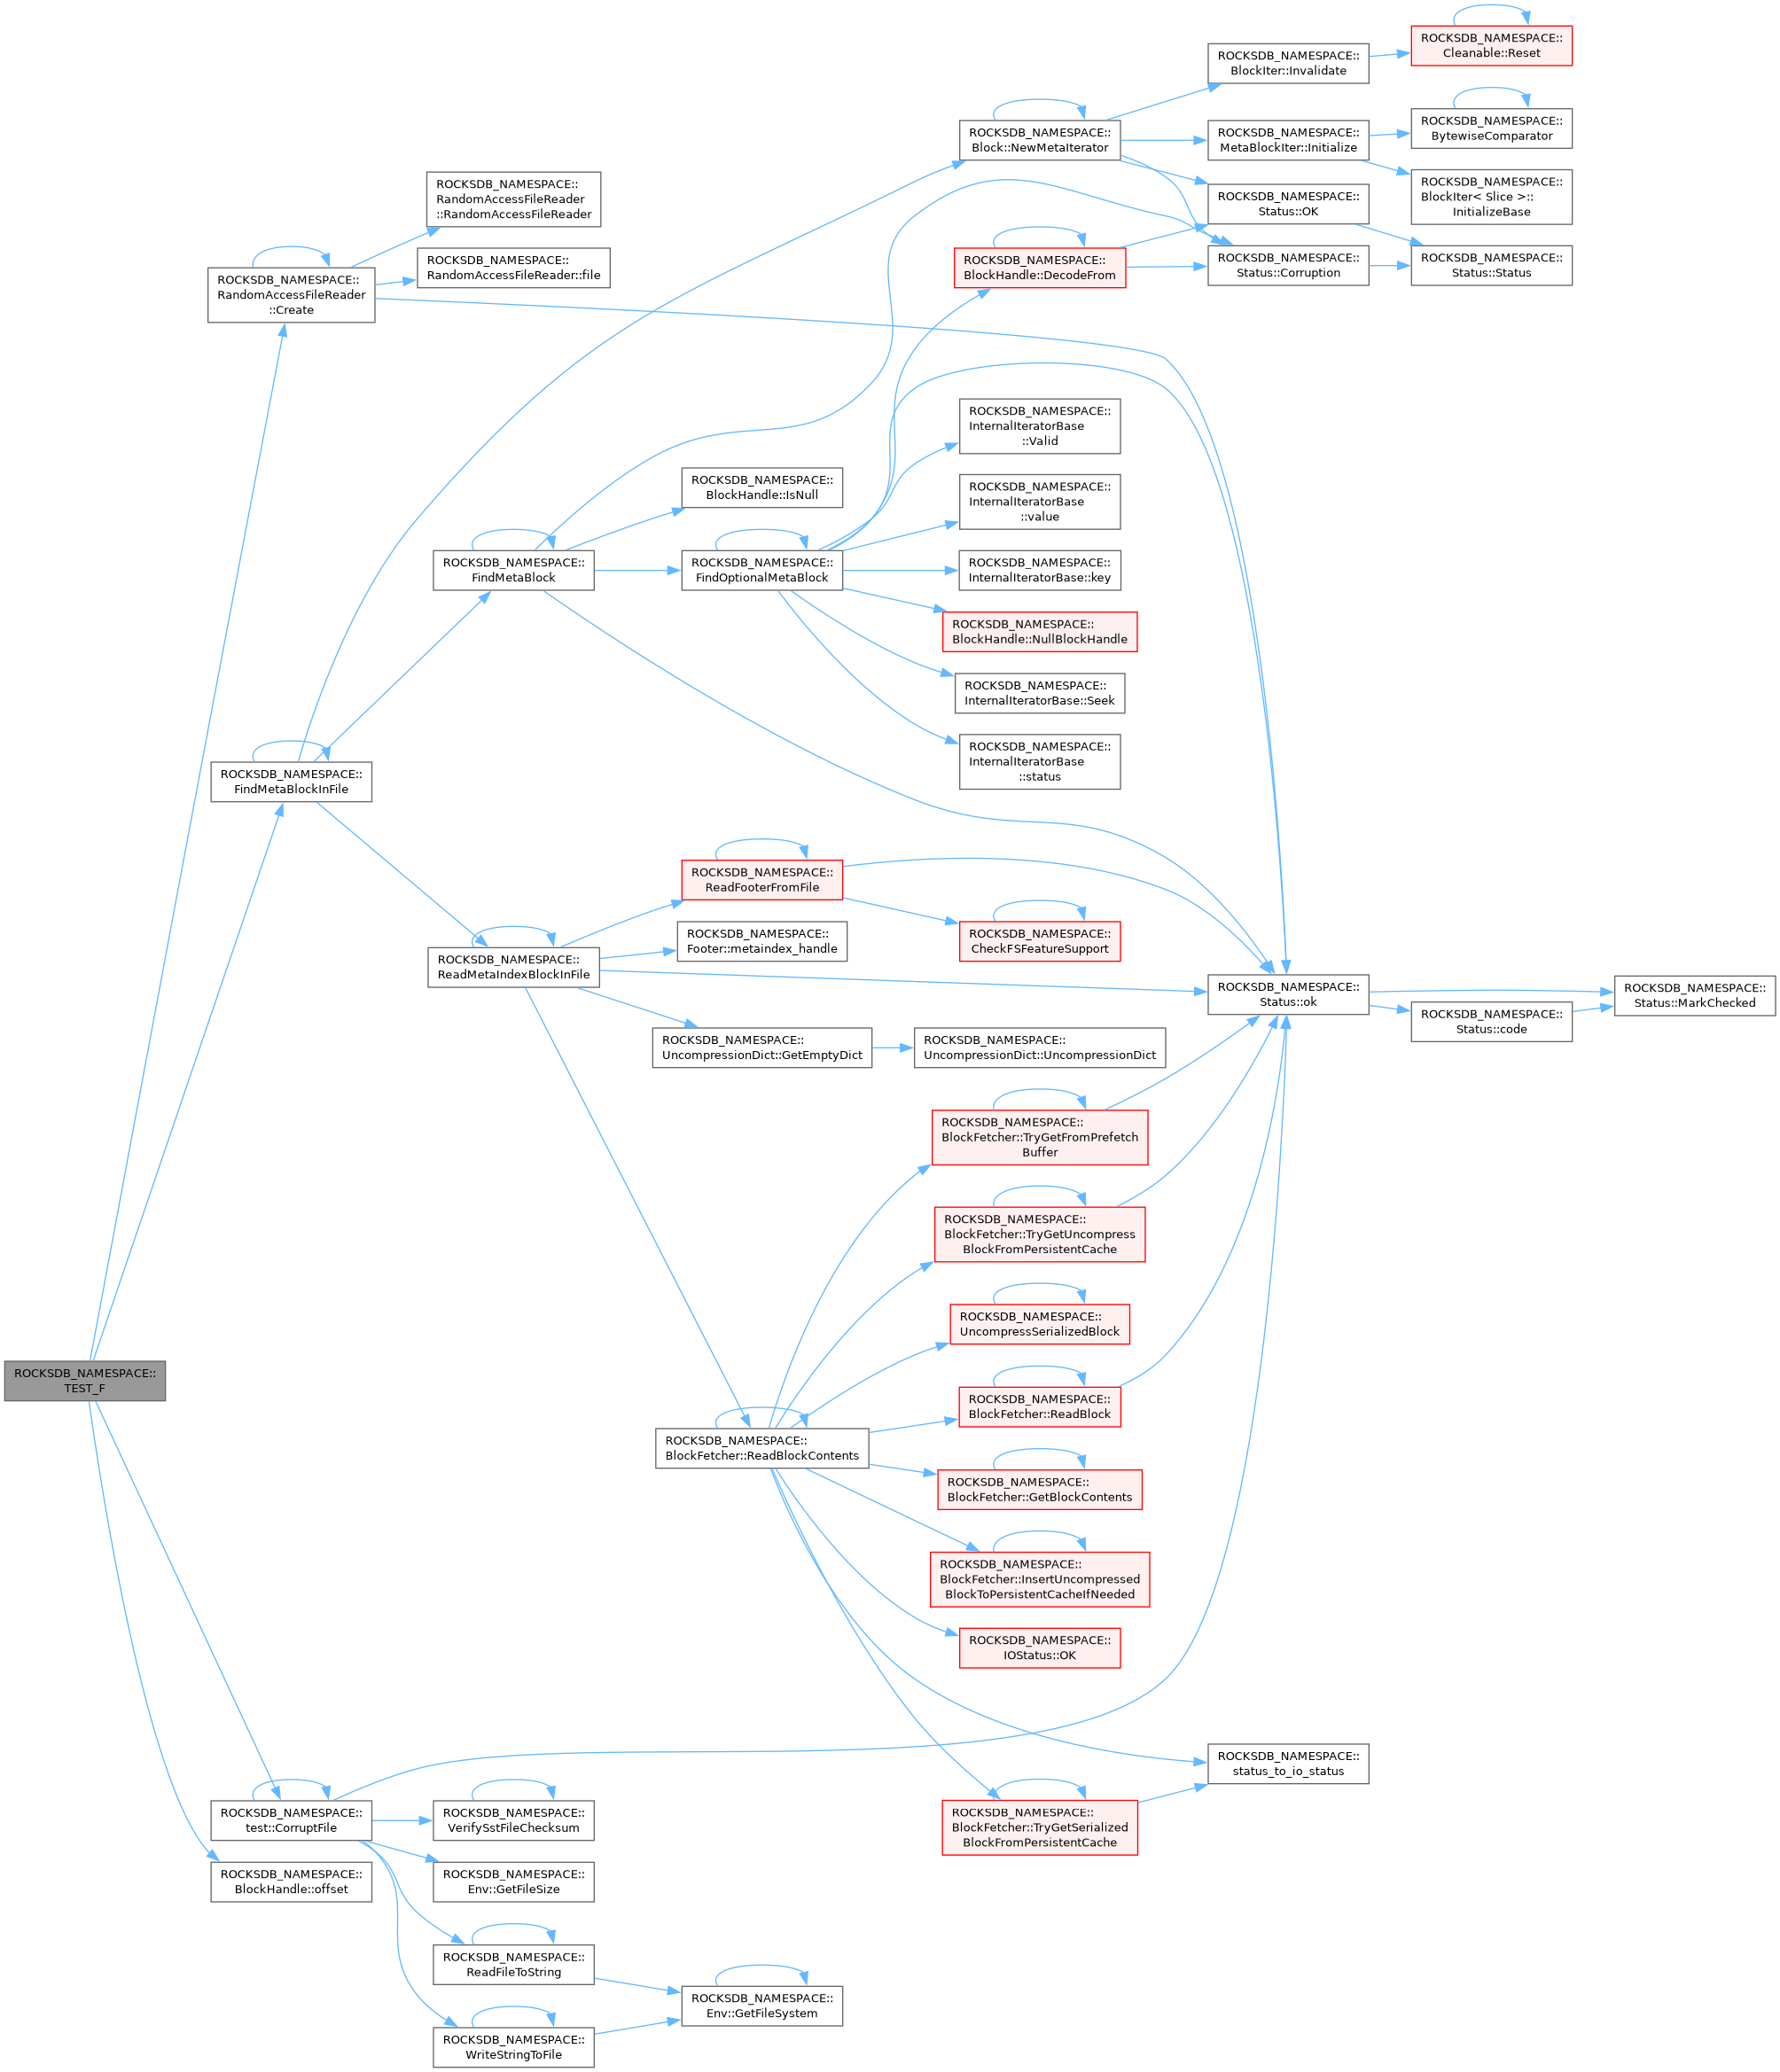 ROCKSDB_NAMESPACE::
Cleanable::Reset
ROCKSDB_NAMESPACE::
BlockIter::Invalidate
ROCKSDB_NAMESPACE::
BytewiseComparator
ROCKSDB_NAMESPACE::
Block::NewMetaIterator
ROCKSDB_NAMESPACE::
MetaBlockIter::Initialize
ROCKSDB_NAMESPACE::
BlockIter< Slice >::
InitializeBase
ROCKSDB_NAMESPACE::
RandomAccessFileReader
::RandomAccessFileReader
ROCKSDB_NAMESPACE::
Status::OK
ROCKSDB_NAMESPACE::
RandomAccessFileReader::file
ROCKSDB_NAMESPACE::
BlockHandle::DecodeFrom
ROCKSDB_NAMESPACE::
Status::Corruption
ROCKSDB_NAMESPACE::
Status::Status
ROCKSDB_NAMESPACE::
RandomAccessFileReader
::Create
ROCKSDB_NAMESPACE::
InternalIteratorBase
::Valid
ROCKSDB_NAMESPACE::
BlockHandle::IsNull
ROCKSDB_NAMESPACE::
InternalIteratorBase
::value
ROCKSDB_NAMESPACE::
FindMetaBlock
ROCKSDB_NAMESPACE::
FindOptionalMetaBlock
ROCKSDB_NAMESPACE::
InternalIteratorBase::key
ROCKSDB_NAMESPACE::
BlockHandle::NullBlockHandle
ROCKSDB_NAMESPACE::
InternalIteratorBase::Seek
ROCKSDB_NAMESPACE::
InternalIteratorBase
::status
ROCKSDB_NAMESPACE::
FindMetaBlockInFile
ROCKSDB_NAMESPACE::
ReadFooterFromFile
ROCKSDB_NAMESPACE::
Footer::metaindex_handle
ROCKSDB_NAMESPACE::
CheckFSFeatureSupport
ROCKSDB_NAMESPACE::
ReadMetaIndexBlockInFile
ROCKSDB_NAMESPACE::
Status::ok
ROCKSDB_NAMESPACE::
Status::MarkChecked
ROCKSDB_NAMESPACE::
Status::code
ROCKSDB_NAMESPACE::
UncompressionDict::GetEmptyDict
ROCKSDB_NAMESPACE::
UncompressionDict::UncompressionDict
ROCKSDB_NAMESPACE::
BlockFetcher::TryGetFromPrefetch
Buffer
ROCKSDB_NAMESPACE::
BlockFetcher::TryGetUncompress
BlockFromPersistentCache
ROCKSDB_NAMESPACE::
UncompressSerializedBlock
ROCKSDB_NAMESPACE::
TEST_F
ROCKSDB_NAMESPACE::
BlockFetcher::ReadBlock
ROCKSDB_NAMESPACE::
BlockFetcher::ReadBlockContents
ROCKSDB_NAMESPACE::
BlockFetcher::GetBlockContents
ROCKSDB_NAMESPACE::
BlockFetcher::InsertUncompressed
BlockToPersistentCacheIfNeeded
ROCKSDB_NAMESPACE::
IOStatus::OK
ROCKSDB_NAMESPACE::
status_to_io_status
ROCKSDB_NAMESPACE::
test::CorruptFile
ROCKSDB_NAMESPACE::
VerifySstFileChecksum
ROCKSDB_NAMESPACE::
BlockFetcher::TryGetSerialized
BlockFromPersistentCache
ROCKSDB_NAMESPACE::
BlockHandle::offset
ROCKSDB_NAMESPACE::
Env::GetFileSize
ROCKSDB_NAMESPACE::
ReadFileToString
ROCKSDB_NAMESPACE::
Env::GetFileSystem
ROCKSDB_NAMESPACE::
WriteStringToFile